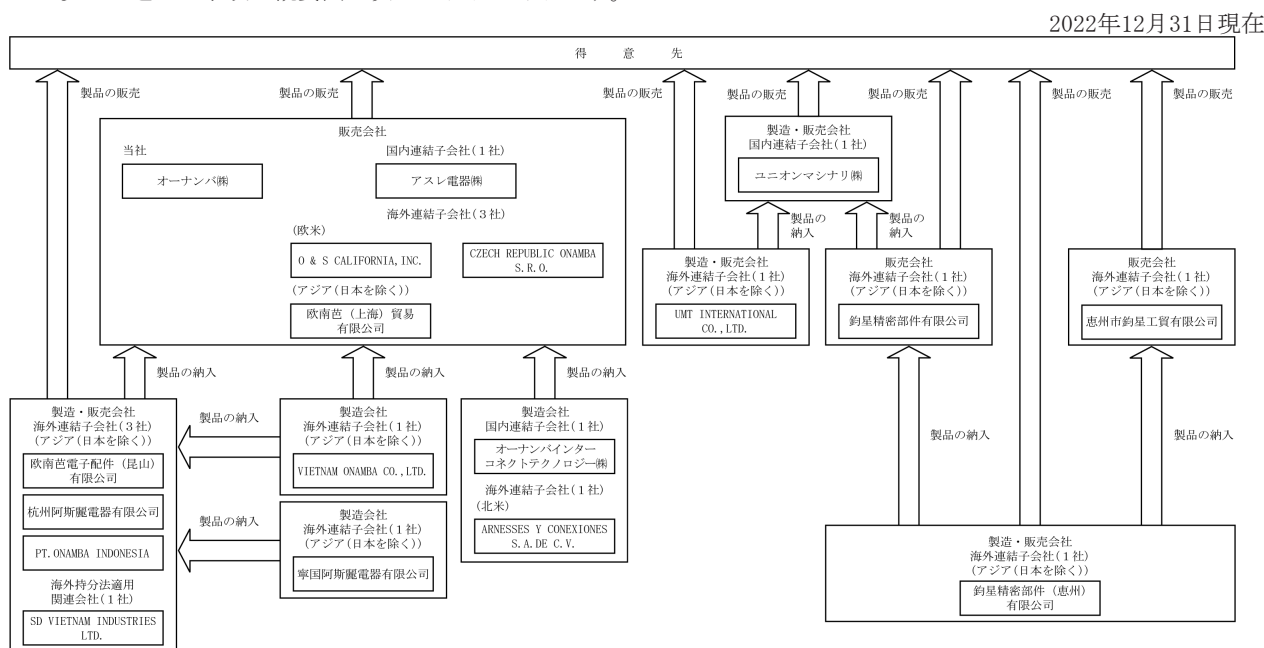 2022年12月31日現在
得 意 先
製品の販売
製品の販売
製品の販売
製品の販売
製品の販売
製品の販売
製品の販売
販売会社
当社
オーナンバ㈱
国内連結子会社(1社)
アスレ電器㈱
海外連結子会社(3社)
(欧米)
O & S CALIFORNIA,INC.
CZECH REPUBLIC ONAMBA
S.R.O.
(アジア(日本を除く))
欧南芭（上海）貿易
有限公司
製造・販売会社
国内連結子会社(1社)
ユニオンマシナリ㈱
製品の
納入
製品の
納入
製造・販売会社
海外連結子会社(1社)
(アジア(日本を除く))
UMT INTERNATIONAL
CO.,LTD.
販売会社
海外連結子会社(1社)
(アジア(日本を除く))
鈞星精密部件有限公司
販売会社
海外連結子会社(1社)
(アジア(日本を除く))
恵州市鈞星工貿有限公司
製品の納入
製品の納入
製品の納入
製造・販売会社
海外連結子会社(3社)
(アジア(日本を除く))
欧南芭電子配件（昆山）
有限公司
杭州阿斯麗電器有限公司
PT.ONAMBA INDONESIA
海外持分法適用
関連会社(1社)
SD VIETNAM INDUSTRIES
LTD.
製品の納入
製造会社
海外連結子会社(1社)
(アジア(日本を除く))
VIETNAM ONAMBA CO.,LTD.
製品の納入
製造会社
海外連結子会社(1社)
(アジア(日本を除く))
寧国阿斯麗電器有限公司
製造会社
国内連結子会社(1社)
オーナンバインター
コネクトテクノロジー㈱
海外連結子会社(1社)
(北米)
ARNESSES Y CONEXIONES
S.A.DE C.V.
製品の納入
製品の納入
製造・販売会社
海外連結子会社(1社)
(アジア(日本を除く))
鈞星精密部件（恵州）
有限公司